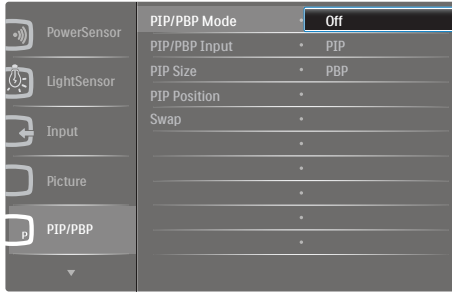 PowerSensor
LightSensor
Input
Picture
P PIP/PBP
PIP/PBP Mode • Off
PIP/PBP Input • PIP
PIP Size • PBP
PIP Position •
Swap •